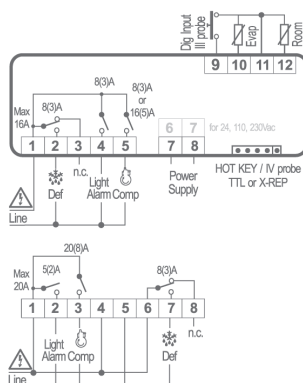 Dig Input
III probe
Evap
Room
9 10 11 12
8(3)A
8(3)A
or
16(5)A
Max
16A
8(3)A
6 7 for 24, 110, 230Vac
1 2 3 4 5 7 8
n.c.
Def
Light
Alarm Comp
Power
Supply
HOT KEY / IV probe
TTL or X-REP
Line
20(8)A
Max
20A
5(2)A
8(3)A
1 2 3 4 5 6 7 8
n.c.
Light
Alarm Comp
Def
Line